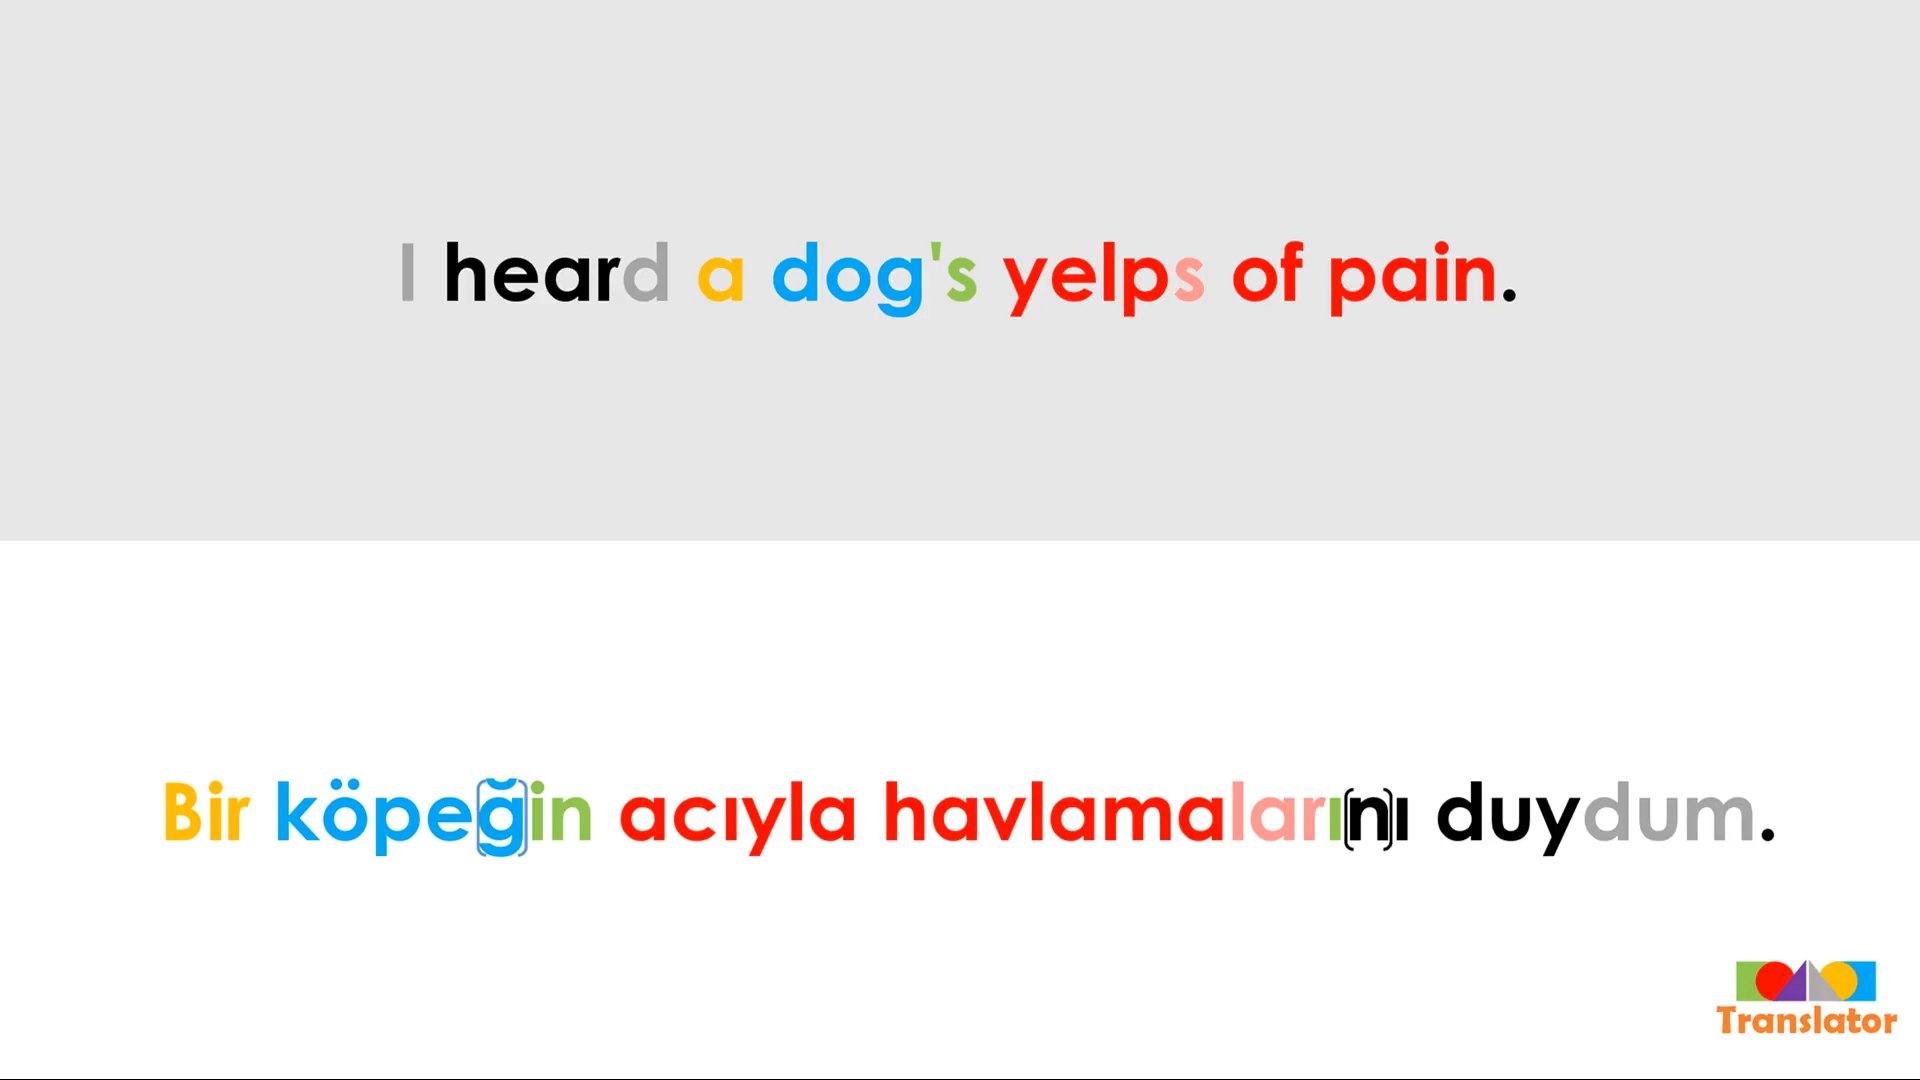 I heard a dog's yelps of pain.
Bir köpeğin acıyla havlamalarını duydum.
Translator